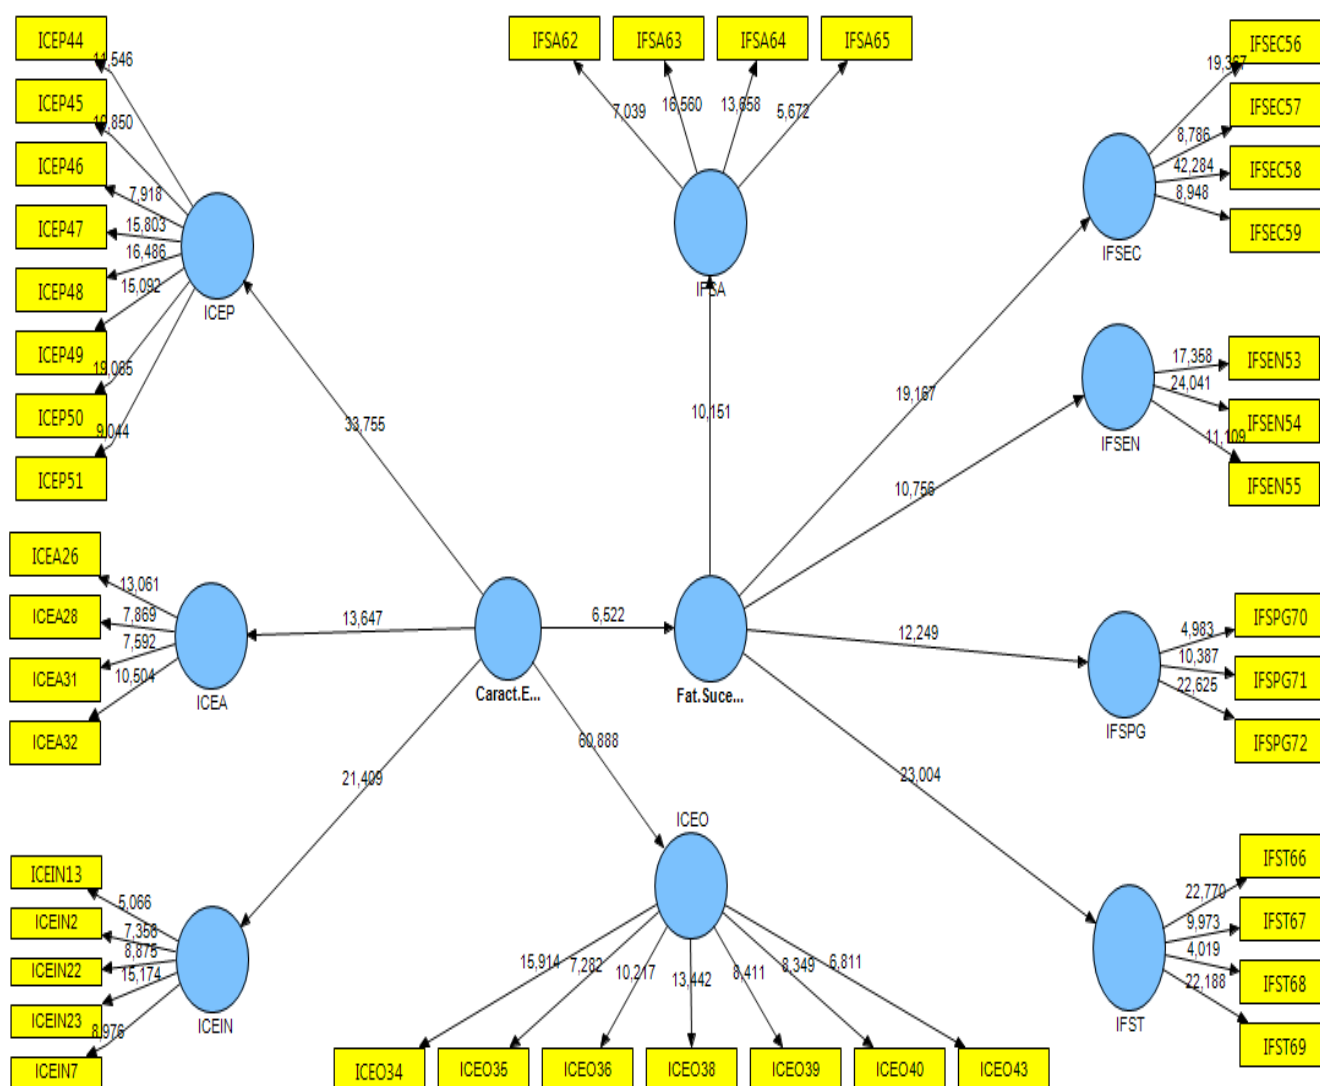 ICEP44
ICEP45
ICEP46
ICEP47
ICEP48
ICEP49
ICEP50
ICEP51
11,546
7,918
15,803
16,486
15,092
9,044
ICEP
33,755
IFSA62
IFSA63
IFSA64
IFSA65
7,039
16,560
13,658
5,672
IFSA
10,151
IFSEC56
IFSEC57
IFSEC58
IFSEC59
19,367
8,786
42,284
8,948
IFSEC
19,167
IFSEN53
IFSEN54
IFSEN55
17,358
24,041
11,109
IFSEN
10,756
ICEA26
ICEA28
ICEA31
ICEA32
13,061
7,869
7,592
10,504
ICEA
13,647
Caract.E...
6,522
Fat.Suce...
12,249
IFSPG70
IFSPG71
IFSPG72
4,983
10,387
22,625
IFSPG
21,409
60,888
23,004
ICEIN13
ICEIN2
ICEIN22
ICEIN23
ICEIN7
5,066
7,358
8,875
15,174
8,976
ICEIN
ICEO
15,914
7,282
10,217
13,442
8,411
8,349
6,811
ICEO34
ICEO35
ICEO36
ICEO38
ICEO39
ICEO40
ICEO43
IFST66
IFST67
IFST68
IFST69
22,770
9,973
4,019
22,188
IFST